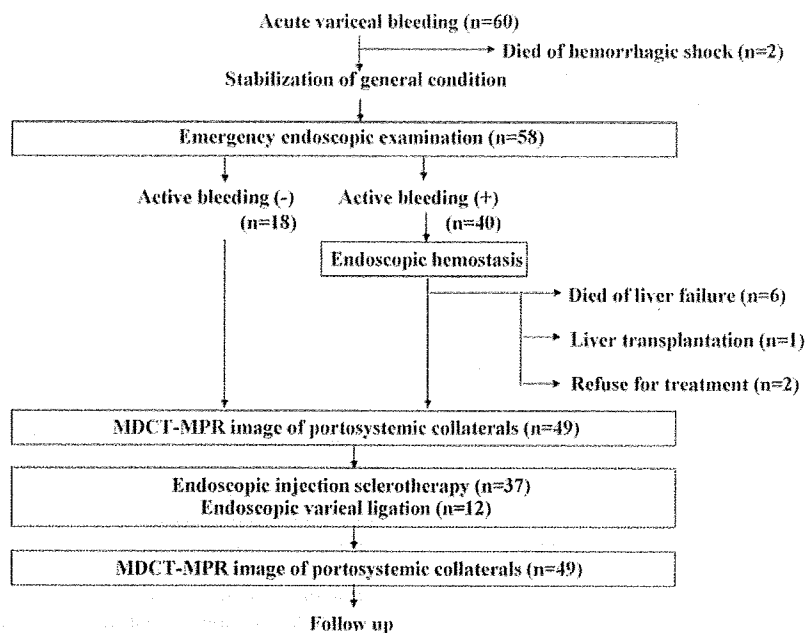 Acute variceal bleeding (n=60)
Died of hemorrhagic shock (n=2)
Stabilization of general condition
Emergency endoscopic examination (n=58)
Active bleeding (-)
(n=18)
Active bleeding (+)
(n=40)
Endoscopic hemostasis
Died of liver failure (n=6)
Liver transplantation (n=1)
Refuse for treatment (n=2)
MDCT-MPR image of portosystemic collaterals (n=49)
Endoscopic injection sclerotherapy (n=37)
Endoscopic varieal ligation (n=12)
MDCT-MPR image of portosystemic collaterals (n=49)
Follow up